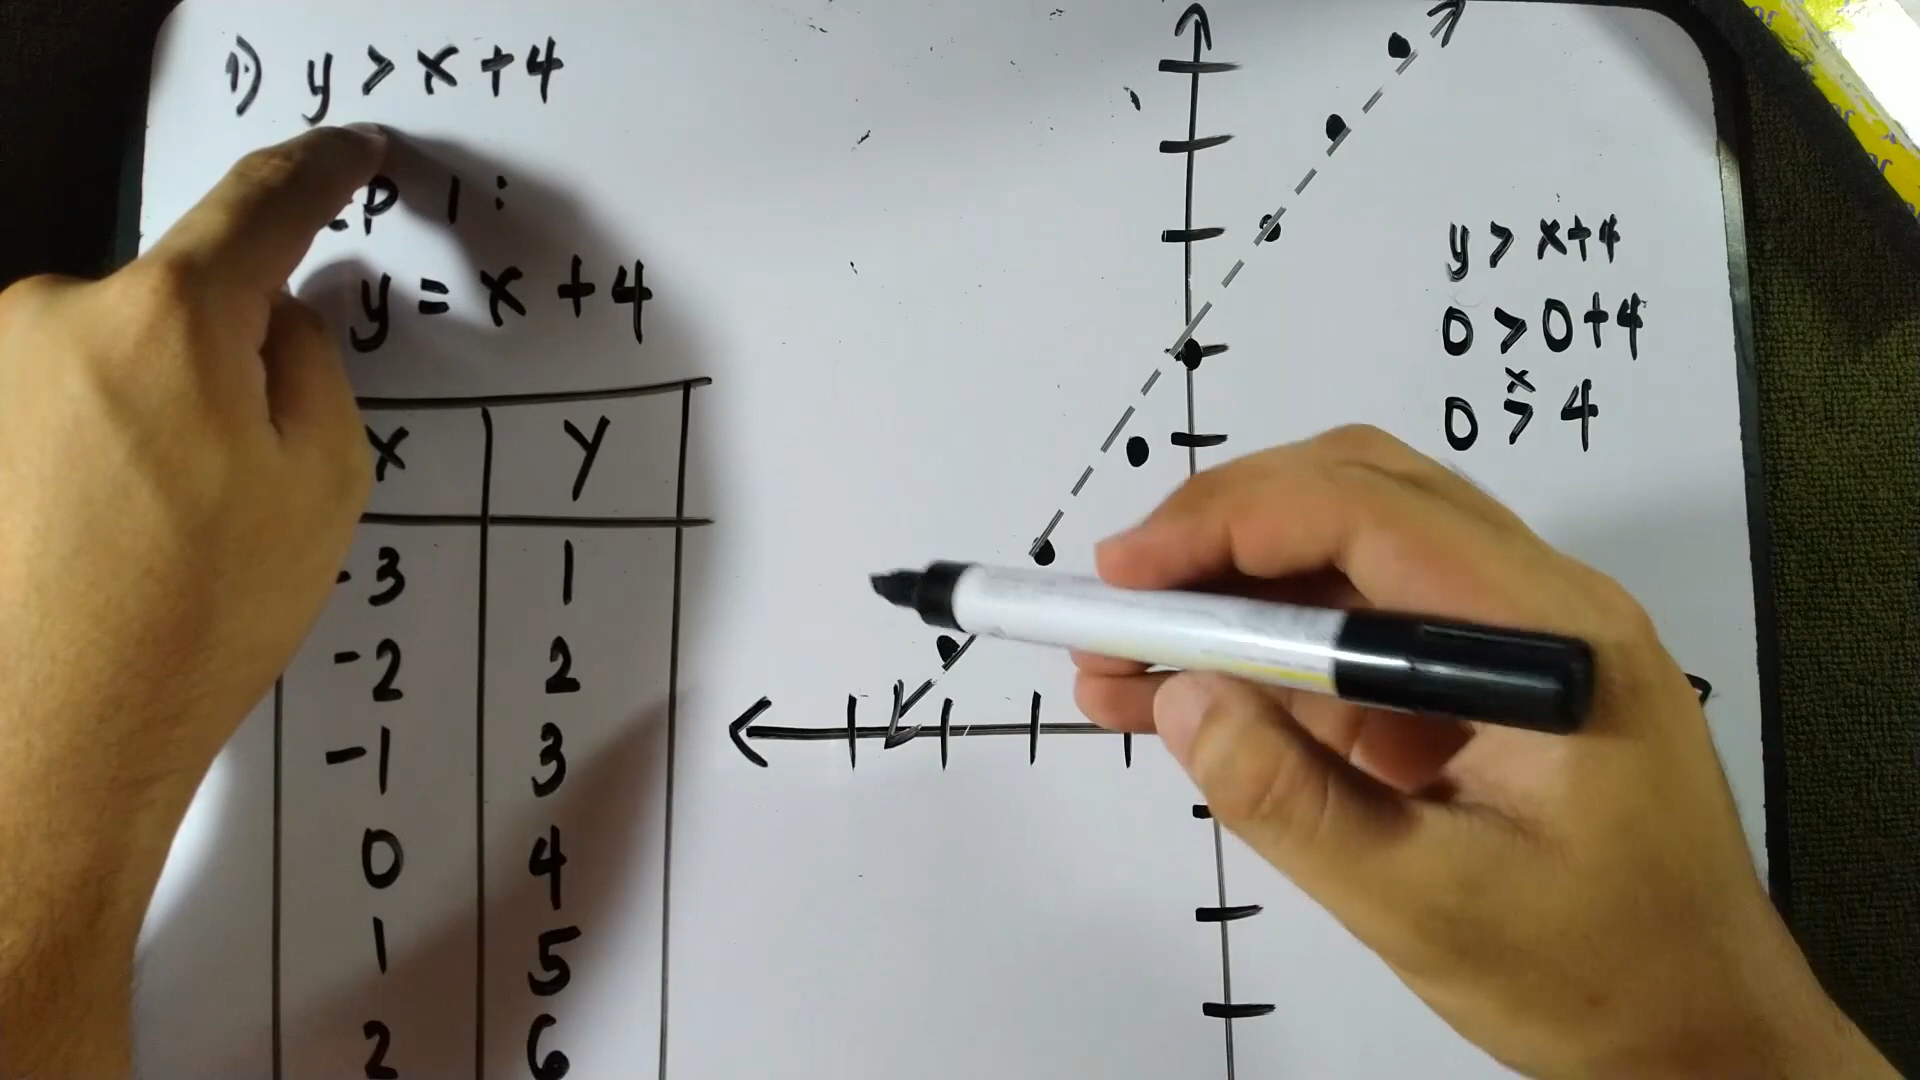 1.) y > x + 4
P 1 :
y = x + 4
x y
-3 1
-2 2
-1 3
0 4
1 5
2 6
y > x + 4
0 > 0 + 4
x
0 > 4